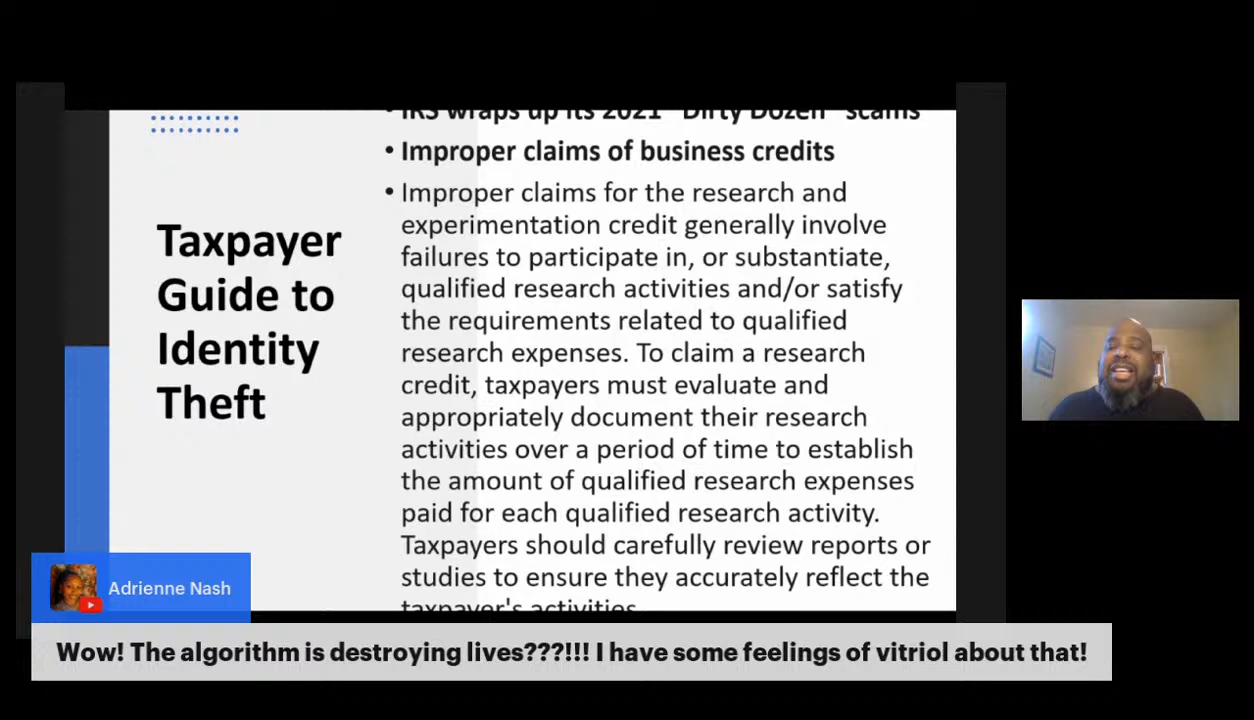 • IRS wraps up its 2021 "Dirty Dozen" scams
• Improper claims of business credits
• Improper claims for the research and
experimentation credit generally involve
failures to participate in, or substantiate,
qualified research activities and/or satisfy
the requirements related to qualified
research expenses. To claim a research
credit, taxpayers must evaluate and
appropriately document their research
activities over a period of time to establish
the amount of qualified research expenses
paid for each qualified research activity.
Taxpayers should carefully review reports or
studies to ensure they accurately reflect the
taxpayer's activities.
Taxpayer
Guide to
Identity
Theft
Adrienne Nash
Wow! The algorithm is destroying lives???!!! I have some feelings of vitriol about that!